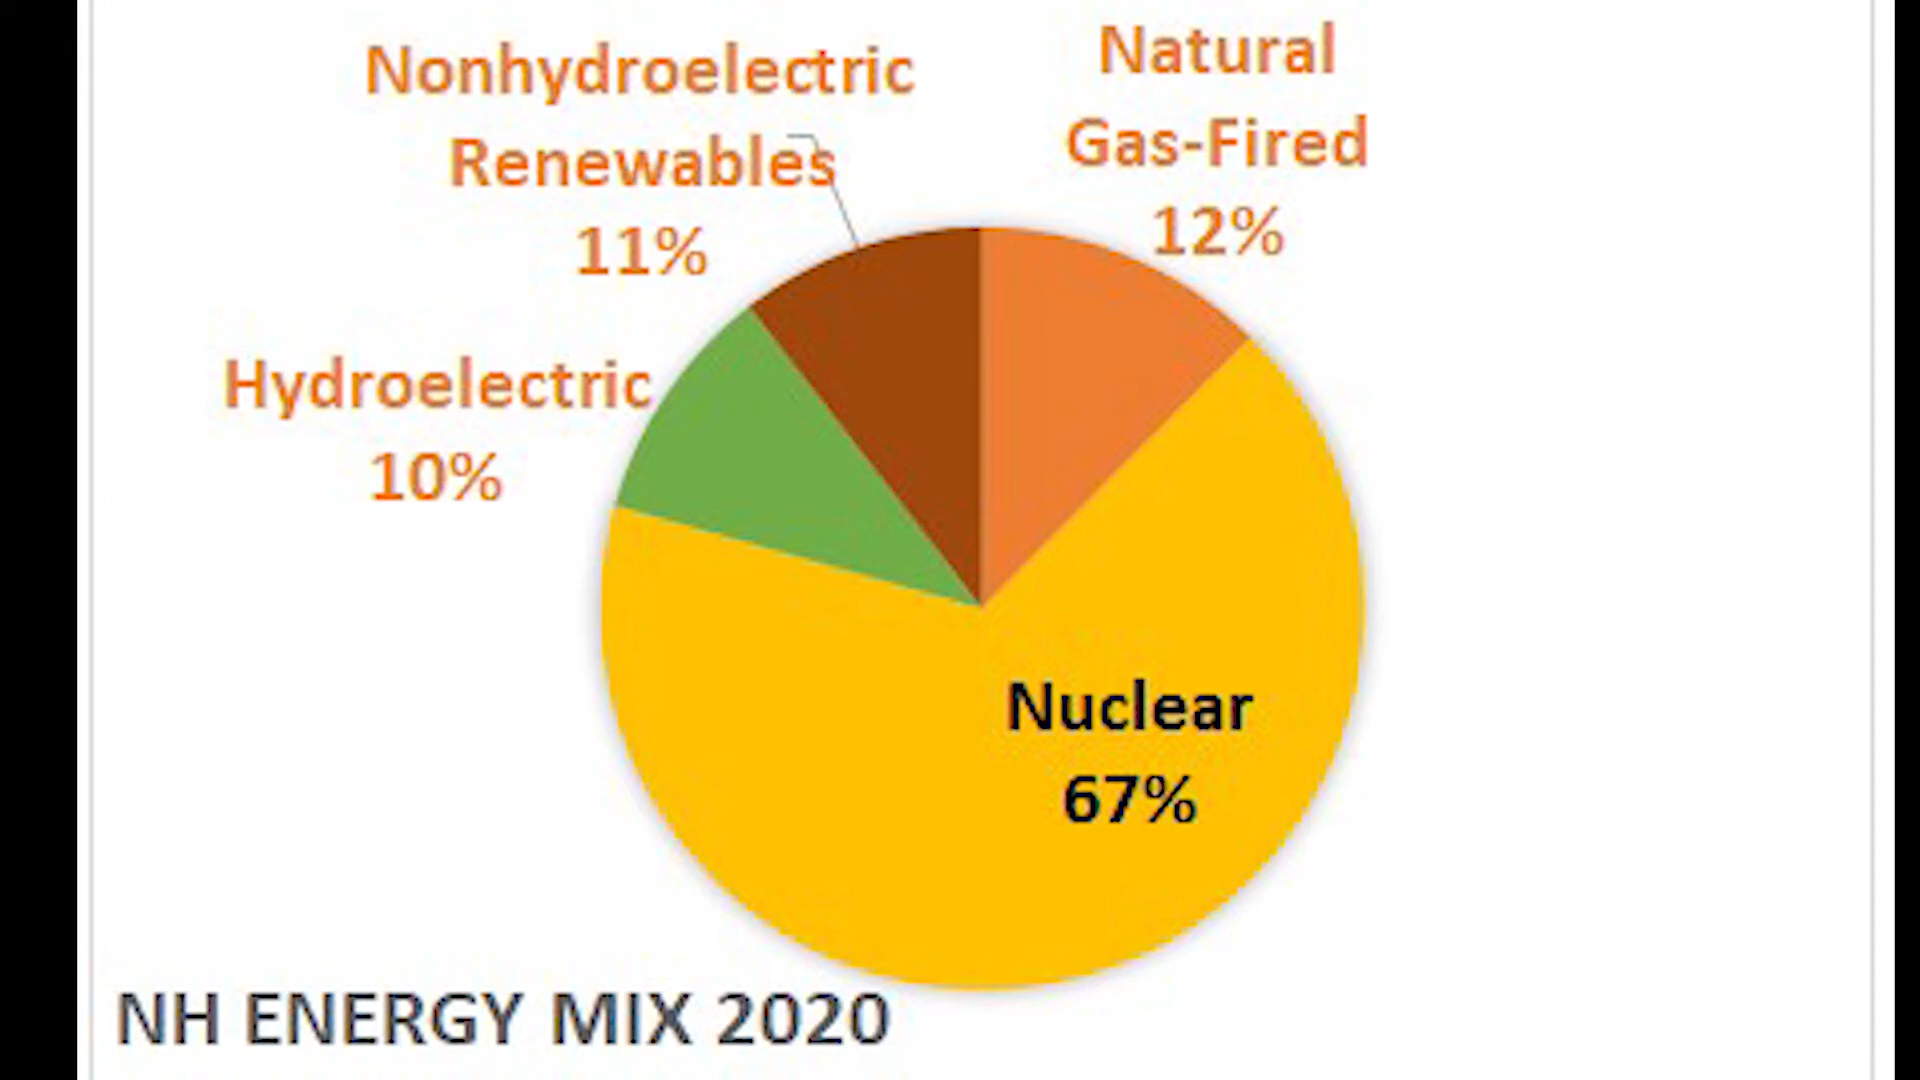 Nonhydroelectric
Renewables
11%
Natural
Gas-Fired
12%
Hydroelectric
10%
Nuclear
67%
NH ENERGY MIX 2020